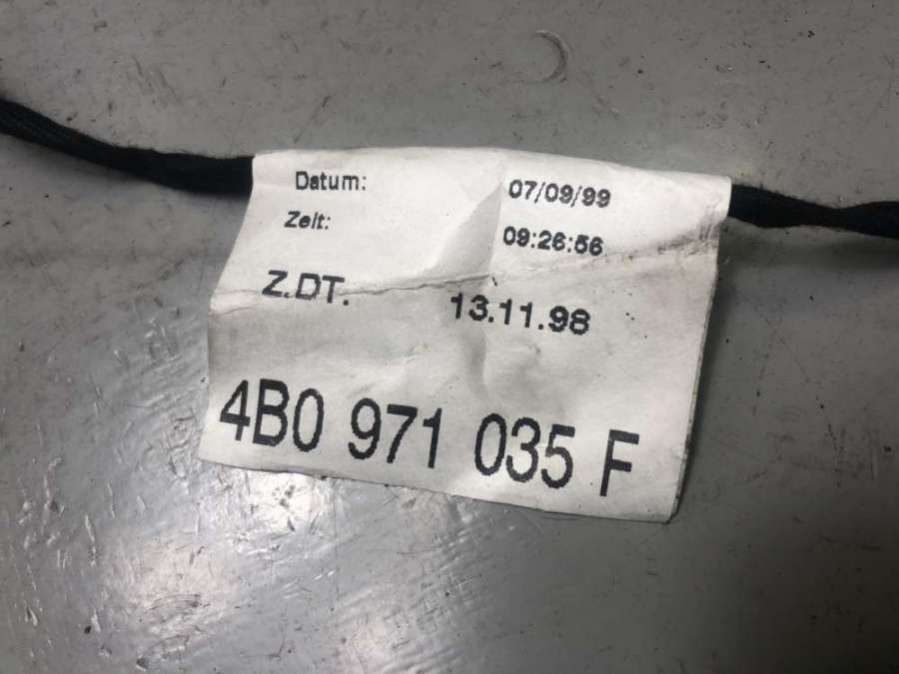 Datum: 07/09/99
Zeit: 09:26:56
Z.DT. 13.11.98
4B0 971 035 F